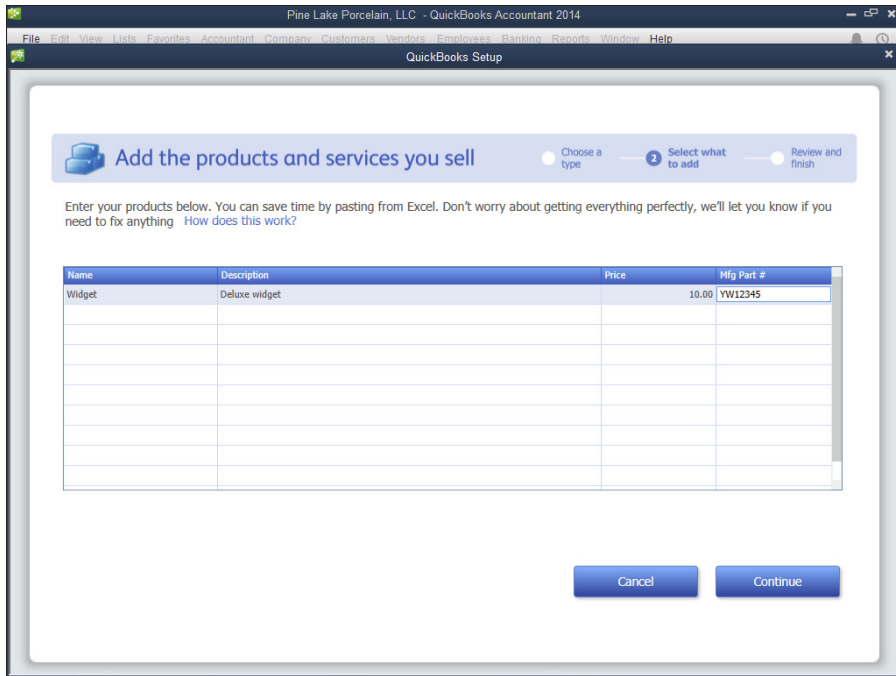 Pine Lake Porcelain, LLC - QuickBooks Accountant 2014
File Edit View Lists Favorites Accountant Company Customers Vendors Employees Banking Reports Window Help
QuickBooks Setup
Add the products and services you sell
Choose a
type
2 Select what
to add
Review and
finish
Enter your products below. You can save time by pasting from Excel. Don't worry about getting everything perfectly, we'll let you know if you
need to fix anything How does this work?
Name Description Price Mfg Part #
Widget Deluxe widget 10.00 YW12345
Cancel Continue